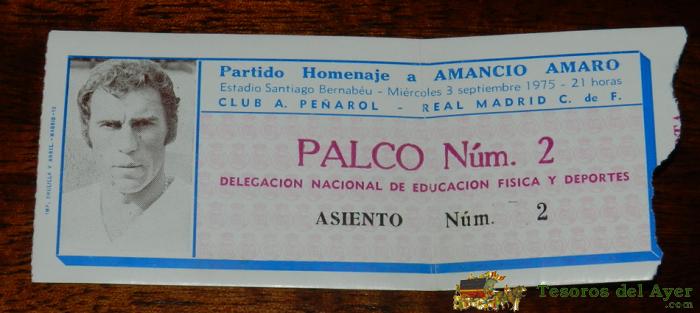 Partido Homenaje a AMANCIO AMARO
Estadio Santiago Bernabéu - Miércoles 3 septiembre 1975 - 21 horas
CLUB A. PEÑAROL - REAL MADRID C. de F.
PALCO Núm. 2
DELEGACION NACIONAL DE EDUCACION FISICA Y DEPORTES
ASIENTO Núm. 2
Tesoros del Ayer
.com